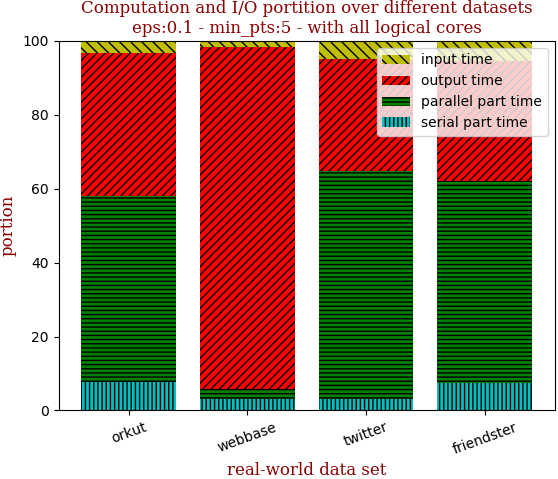 Computation and I/O portition over different datasets
eps:0.1 - min_pts:5 - with all logical cores
100
80
60
40
20
0
portion
input time
output time
parallel part time
serial part time
orkut
webbase
twitter
friendster
real-world data set